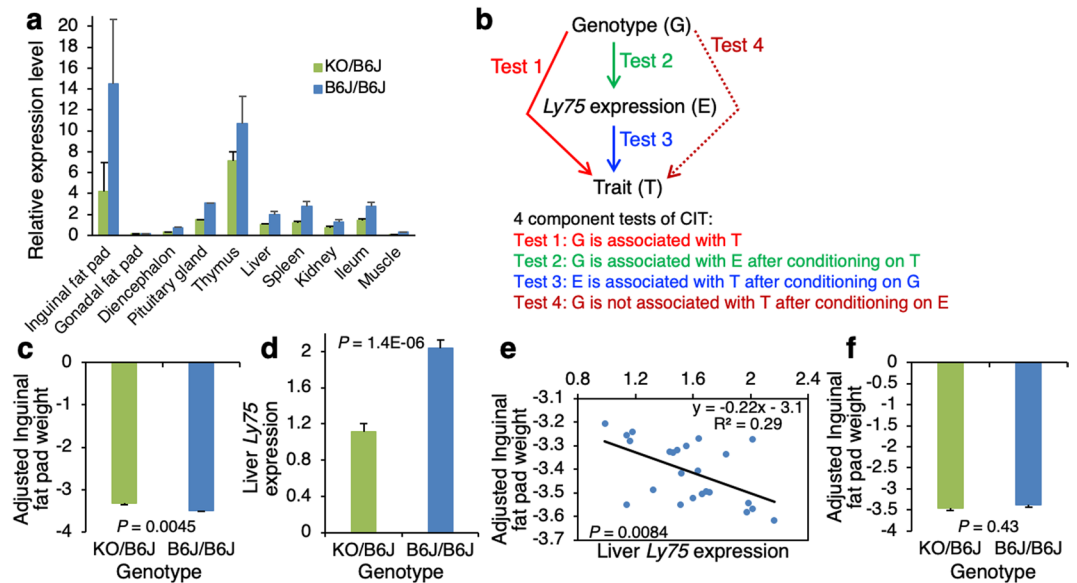 a
20
18
16
14
12
10
8
6
4
2
0
Relative expression level
KO/B6J
B6J/B6J
Inguinal fat pad
Gonadal fat pad
Diencephalon
Pituitary gland
Thymus
Liver
Spleen
Kidney
Ileum
Muscle
b
Genotype (G)
Test 1
Test 2
Test 4
Ly75 expression (E)
Test 3
Trait (T)
4 component tests of CIT:
Test 1: G is associated with T
Test 2: G is associated with E after conditioning on T
Test 3: E is associated with T after conditioning on G
Test 4: G is not associated with T after conditioning on E
c
Adjusted Inguinal
fat pad weight
0
-1
-2
-3
-4
P = 0.0045
KO/B6J B6J/B6J
Genotype
d
Liver Ly75
expression
2
1.6
1.2
0.8
0.4
0
P = 1.4E-06
KO/B6J B6J/B6J
Genotype
e
0.8 1.2 1.6 2 2.4
Adjusted Inguinal
fat pad weight
-3.1
-3.2
-3.3
-3.4
-3.5
-3.6
-3.7
y = -0.22x - 3.1
R² = 0.29
P = 0.0084
Liver Ly75 expression
f
Adjusted Inguinal
fat pad weight
0
-0.5
-1
-1.5
-2
-2.5
-3
-3.5
-4
P = 0.43
KO/B6J B6J/B6J
Genotype